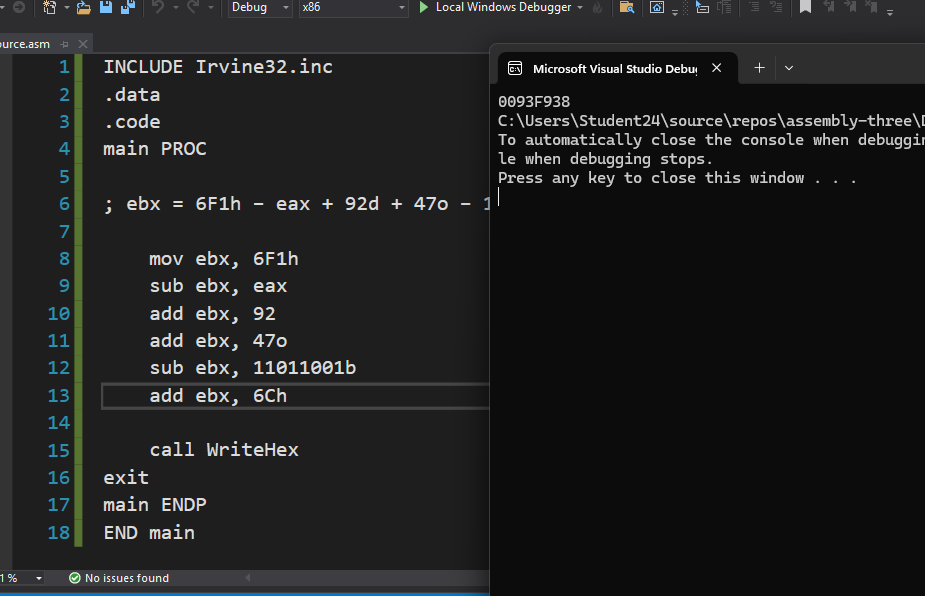 Debug
x86
Local Windows Debugger
ource.asm
1 INCLUDE Irvine32.inc
2 .data
3 .code
4 main PROC
5
6 ; ebx = 6F1h - eax + 92d + 47o - 1
7
8 mov ebx, 6F1h
9 sub ebx, eax
10 add ebx, 92
11 add ebx, 47o
12 sub ebx, 11011001b
13 add ebx, 6Ch
14
15 call WriteHex
16 exit
17 main ENDP
18 END main
1 %
No issues found
Microsoft Visual Studio Debu
0093F938
C:\Users\Student24\source\repos\assembly-three\D
To automatically close the console when debuggin
le when debugging stops.
Press any key to close this window . . .